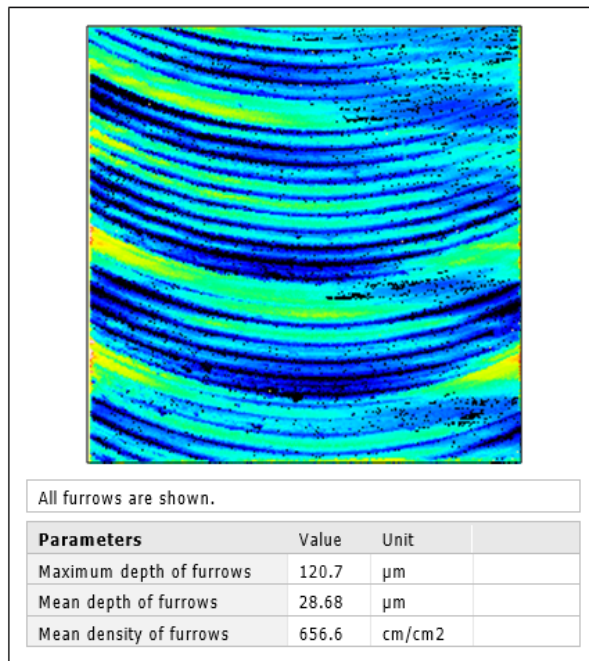 All furrows are shown.
Parameters Value Unit
Maximum depth of furrows 120.7 µm
Mean depth of furrows 28.68 µm
Mean density of furrows 656.6 cm/cm2